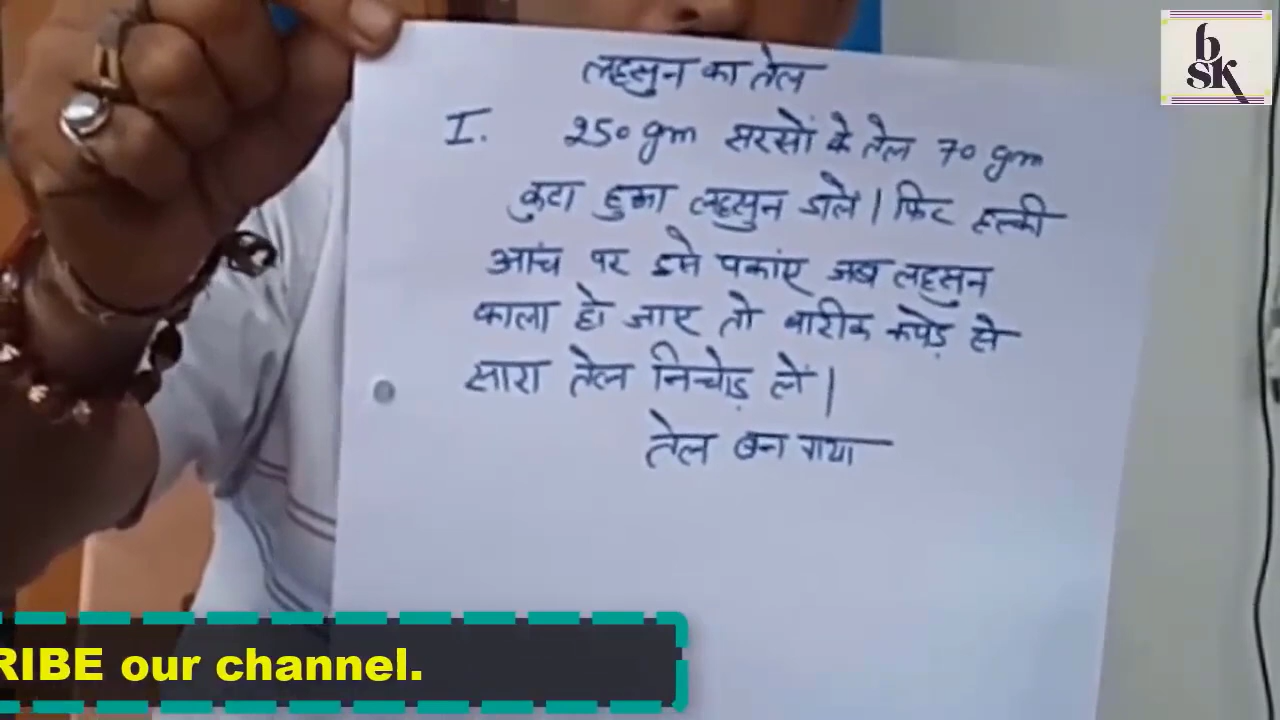 bsk
लहसुन का तेल
I. 250 gm सरसों के तेल 70 gm
कुटा हुआ लहसुन डाले। फिर हल्की
आंच पर इसे पकांए जब लहसुन
काला हो जाए तो बारीक कपड़े से
सारा तेल निचोड़ लें।
तेल बन गया
RIBE our channel.